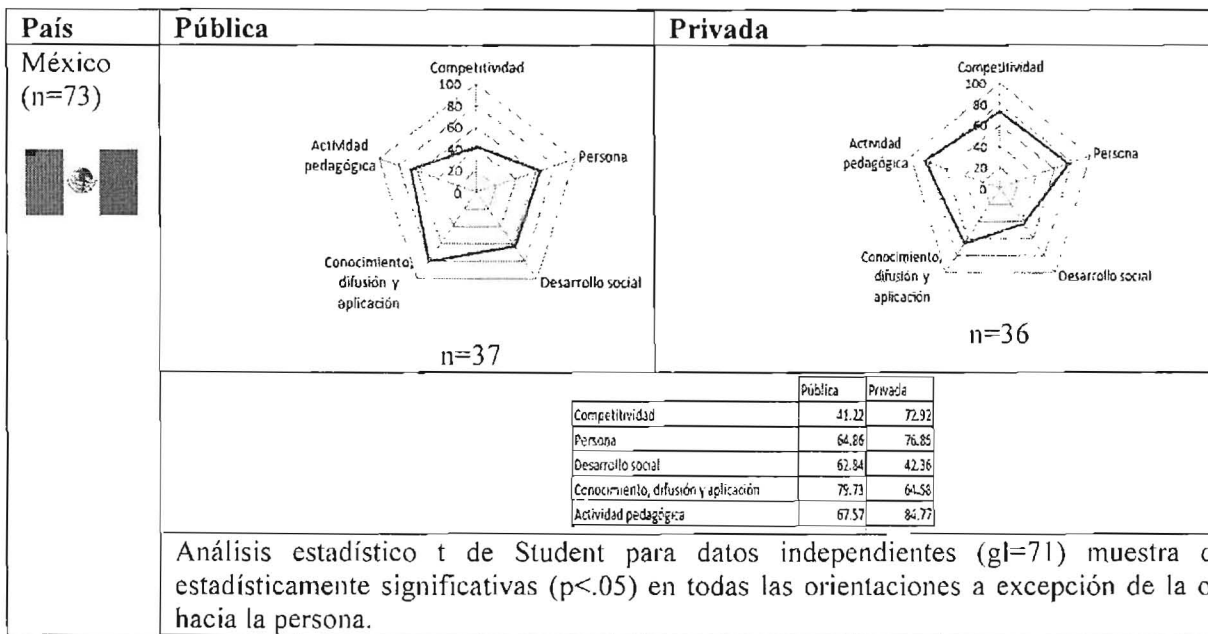 País Pública Privada
México
(n=73)
Competitividad
100
80
60
40
20
0
Persona
Desarrollo social
Conocimiento,
difusión y
aplicación
Actividad
pedagógica
n=37
Competitividad
100
80
60
40
20
0
Persona
Desarrollo social
Conocimiento,
difusión y
aplicación
Actividad
pedagógica
n=36
Pública Privada
Competitividad 41.22 72.92
Persona 64.86 76.85
Desarrollo social 62.84 42.36
Conocimiento, difusión y aplicación 79.73 64.58
Actividad pedagógica 67.57 84.77
Análisis estadístico t de Student para datos independientes (gl=71) muestra
estadísticamente significativas (p<.05) en todas las orientaciones a excepción de la
hacia la persona.